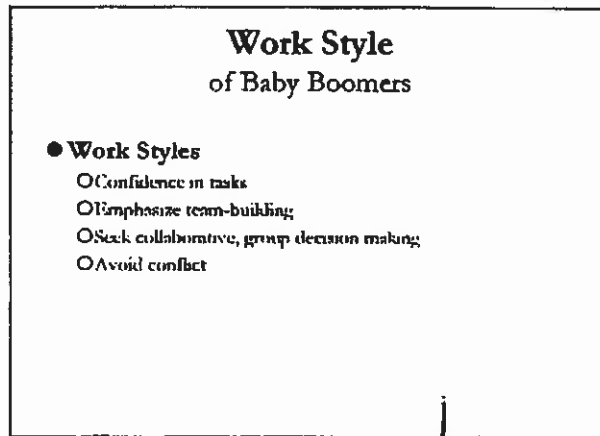 Work Style
of Baby Boomers
● Work Styles
○Confidence in tasks
○Emphasize team-building
○Seek collaborative, group decision making
○Avoid conflict